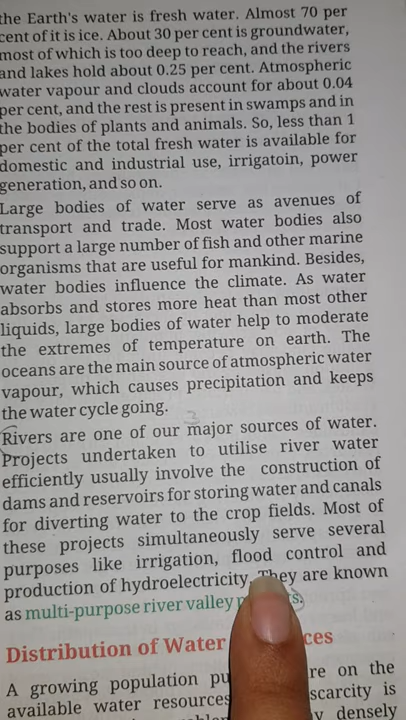 the Earth's water is fresh water. Almost 70 per
cent of it is ice. About 30 per cent is groundwater,
most of which is too deep to reach, and the rivers
and lakes hold about 0.25 per cent. Atmospheric
water vapour and clouds account for about 0.04
per cent, and the rest is present in swamps and in
the bodies of plants and animals. So, less than 1
per cent of the total fresh water is available for
domestic and industrial use, irrigatoin, power
generation, and so on.
Large bodies of water serve as avenues of
transport and trade. Most water bodies also
support a large number of fish and other marine
organisms that are useful for mankind. Besides,
water bodies influence the climate. As water
absorbs and stores more heat than most other
liquids, large bodies of water help to moderate
the extremes of temperature on earth. The
oceans are the main source of atmospheric water
vapour, which causes precipitation and keeps
the water cycle going.
3
Rivers are one of our major sources of water.
Projects undertaken to utilise river water
efficiently usually involve the construction of
dams and reservoirs for storing water and canals
for diverting water to the crop fields. Most of
these projects simultaneously serve several
purposes like irrigation, flood control and
production of hydroelectricity. They are known
as multi-purpose river valley
Distribution of Water
A growing population on the
available water resources scarcity is
densely